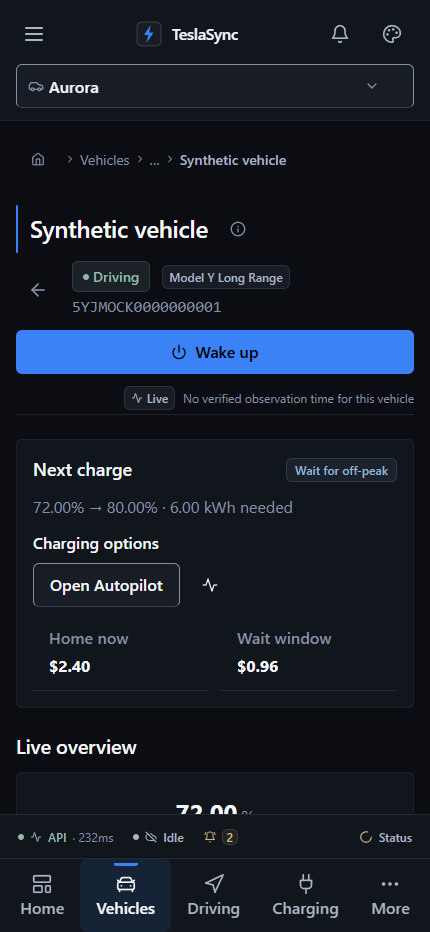 TeslaSync
Aurora
Vehicles ... Synthetic vehicle
Synthetic vehicle
Driving Model Y Long Range
5YJMOCK0000000001
Wake up
Live No verified observation time for this vehicle
Next charge Wait for off-peak
72.00% → 80.00% · 6.00 kWh needed
Charging options
Open Autopilot
Home now Wait window
$2.40 $0.96
Live overview
72.00 %
API · 232ms Idle 2 Status
Home Vehicles Driving Charging More